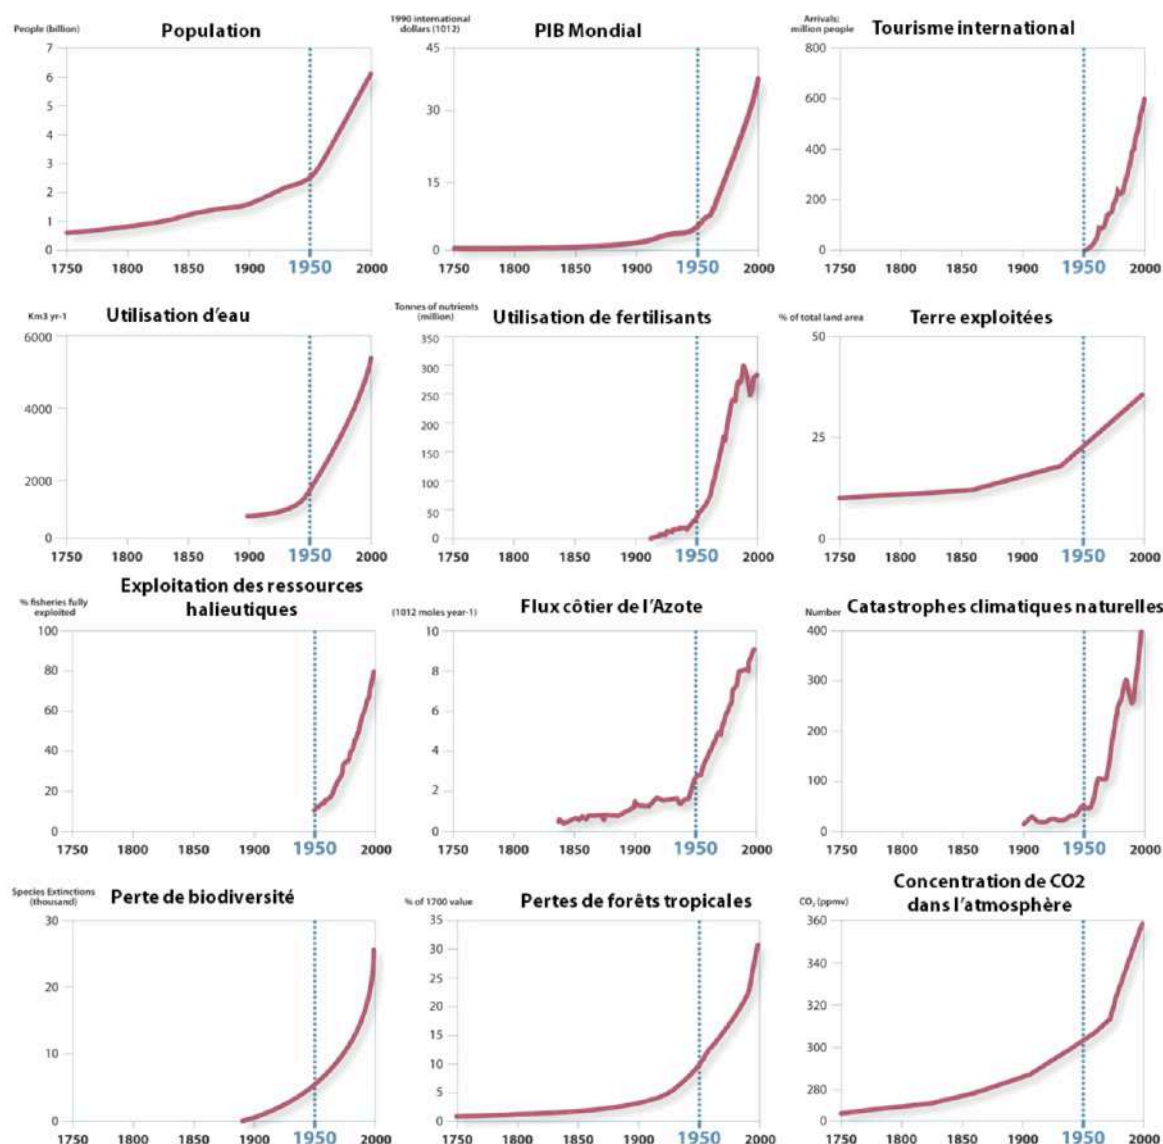 People (billion)
Population
7
6
5
4
3
2
1
0
1750 1800 1850 1900 1950 2000
1990 international
dollars (1012)
PIB Mondial
45
30
15
0
1750 1800 1850 1900 1950 2000
Arrivals:
million people
Tourisme international
800
600
400
200
0
1750 1800 1850 1900 1950 2000
Km3 yr-1
Utilisation d'eau
6000
4000
2000
0
1750 1800 1850 1900 1950 2000
Tonnes of nutrients
(million)
Utilisation de fertilisants
350
300
250
200
150
100
50
0
1750 1800 1850 1900 1950 2000
% of total land area
Terre exploitées
50
25
0
1750 1800 1850 1900 1950 2000
% fisheries fully
exploited
Exploitation des ressources
halieutiques
100
80
60
40
20
0
1750 1800 1850 1900 1950 2000
(1012 moles year-1)
Flux côtier de l'Azote
10
8
6
4
2
0
1750 1800 1850 1900 1950 2000
Number
Catastrophes climatiques naturelles
400
300
200
100
0
1750 1800 1850 1900 1950 2000
Species Extinctions
(thousand)
Perte de biodiversité
30
20
10
0
1750 1800 1850 1900 1950 2000
% of 1700 value
Pertes de forêts tropicales
35
30
25
20
15
10
5
0
1750 1800 1850 1900 1950 2000
CO₂ (ppmv)
Concentration de CO2
dans l'atmosphère
360
340
320
300
280
0
1750 1800 1850 1900 1950 2000